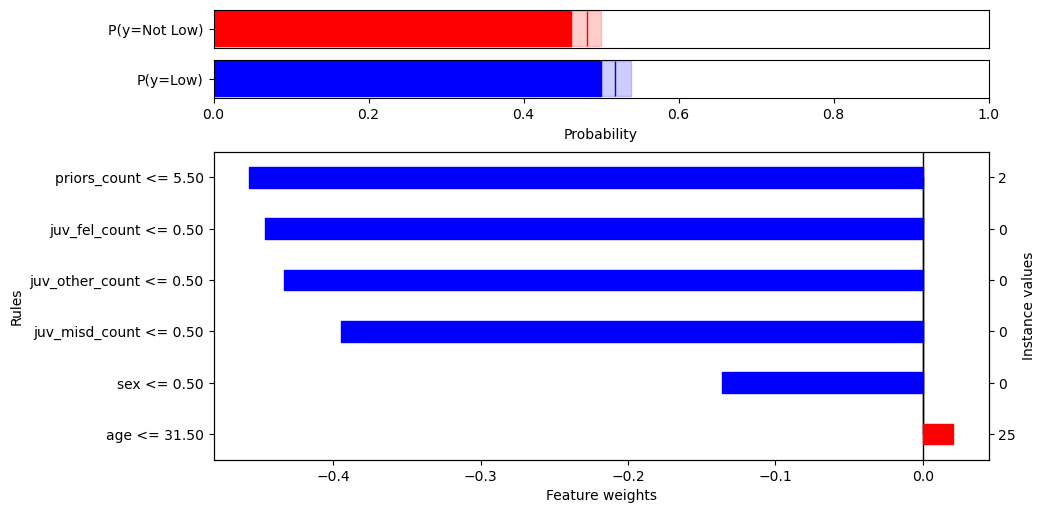 P(y=Not Low)
P(y=Low)
0.0 0.2 0.4 0.6 0.8 1.0
Probability
priors_count <= 5.50 2
juv_fel_count <= 0.50 0
juv_other_count <= 0.50 0
juv_misd_count <= 0.50 0
sex <= 0.50 0
age <= 31.50 25
Rules
Instance values
−0.4 −0.3 −0.2 −0.1 0.0
Feature weights